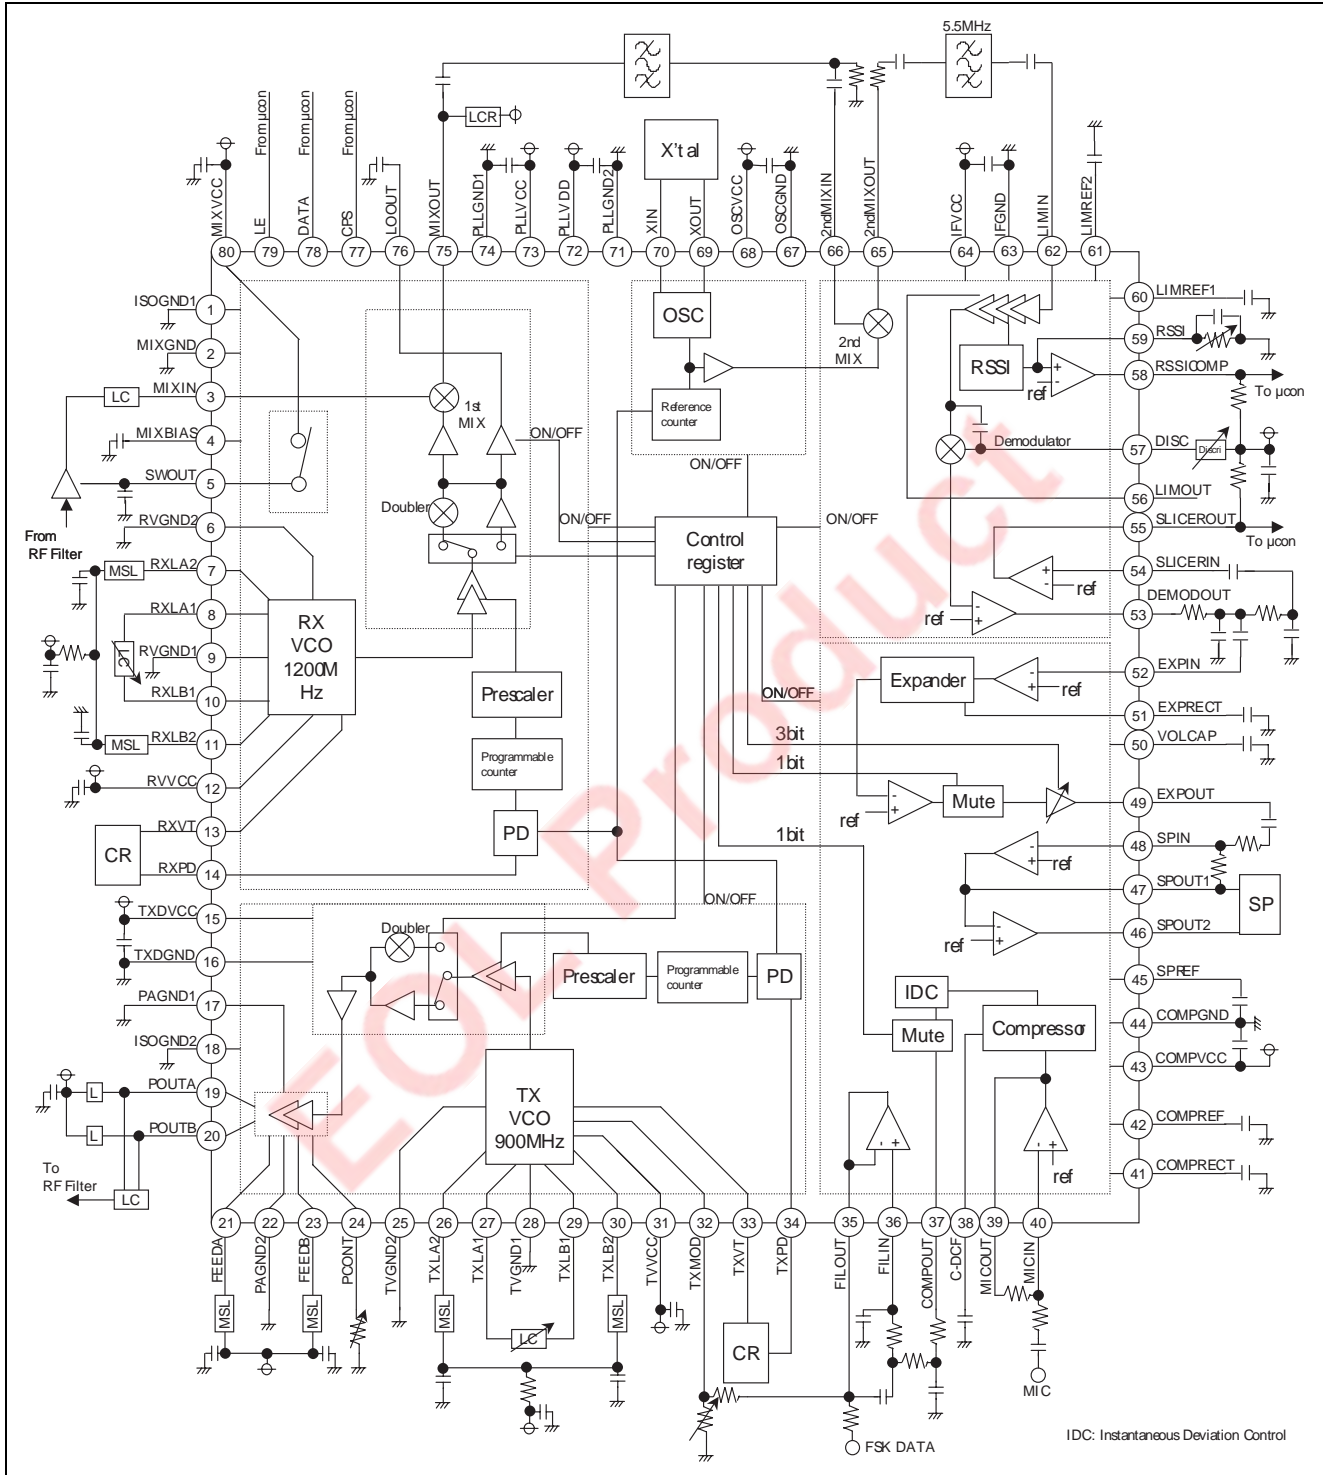 5.5MHz
LCR
X'tal
From μcon
From μcon
From μcon
MIXVCC
LE
DATA
CPS
LOOUT
MIXOUT
PLLGND1
PLLVCC
PLLVDD
PLLGND2
XIN
XOUT
OSCVCC
OSCGND
2ndMIXIN
2ndMIXOUT
IFVCC
IFGND
LIMIN
LIMREF2
80
79
78
77
76
75
74
73
72
71
70
69
68
67
66
65
64
63
62
61
ISOGND1
1
MIXGND
2
LC
MIXIN
3
MIXBIAS
4
SWOUT
5
From
RF Filter
RVGND2
6
MSL
RXLA2
7
RXLA1
8
LC
RVGND1
9
RXLB1
10
MSL
RXLB2
11
RVVCC
12
RXVT
13
CR
RXPD
14
TXDVCC
15
TXDGND
16
PAGND1
17
ISOGND2
18
L
POUTA
19
L
POUTB
20
To
RF Filter
LC
1st
MIX
Doubler
ON/OFF
ON/OFF
RX
VCO
1200M
Hz
Prescaler
Programmable
counter
PD
OSC
Reference
counter
ON/OFF
Control
register
2nd
MIX
RSSI
+
-
ref
Demodulator
ON/OFF
+
-
ref
-
+
ref
Expander
-
+
ref
ON/OFF
3bit
1bit
-
+
ref
Mute
1bit
-
+
ref
-
+
ref
ON/OFF
Doubler
Prescaler
Programmable
counter
PD
TX
VCO
900MHz
IDC
Mute
Compressor
-
+
-
+
ref
60
LIMREF1
59
RSSI
58
RSSICOMP
To μcon
57
DISC
Discri
56
LIMOUT
55
SLICEROUT
To μcon
54
SLICERIN
53
DEMODOUT
52
EXPIN
51
EXPRECT
50
VOLCAP
49
EXPOUT
48
SPIN
47
SPOUT1
SP
46
SPOUT2
45
SPREF
44
COMPGND
43
COMPVCC
42
COMPREF
41
COMPRECT
21
22
23
24
25
26
27
28
29
30
31
32
33
34
35
36
37
38
39
40
FEEDA
PAGND2
FEEDB
PCONT
TVGND2
TXLA2
TXLA1
TVGND1
TXLB1
TXLB2
TVVCC
TXMOD
TXVT
TXPD
FILOUT
FILIN
COMPOUT
C-DCF
MICOUT
MICIN
MSL
MSL
MSL
LC
MSL
CR
MIC
FSK DATA
IDC: Instantaneous Deviation Control
EOL Product